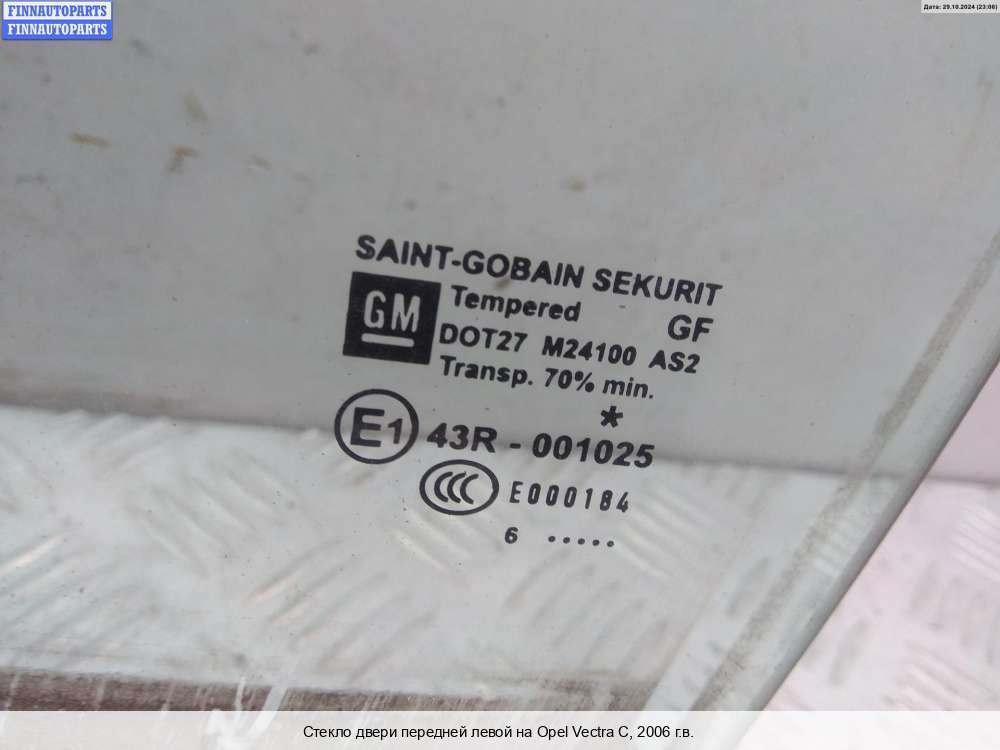 FINNAUTOPARTS
FINNAUTOPARTS
Дата: 29.10.2024 (23:06)
SAINT-GOBAIN SEKURIT
GM
Tempered GF
DOT27 M24100 AS2
Transp. 70% min.
*
E1 43R - 001025
CCC E000184
6 .....
Стекло двери передней левой на Opel Vectra C, 2006 г.в.